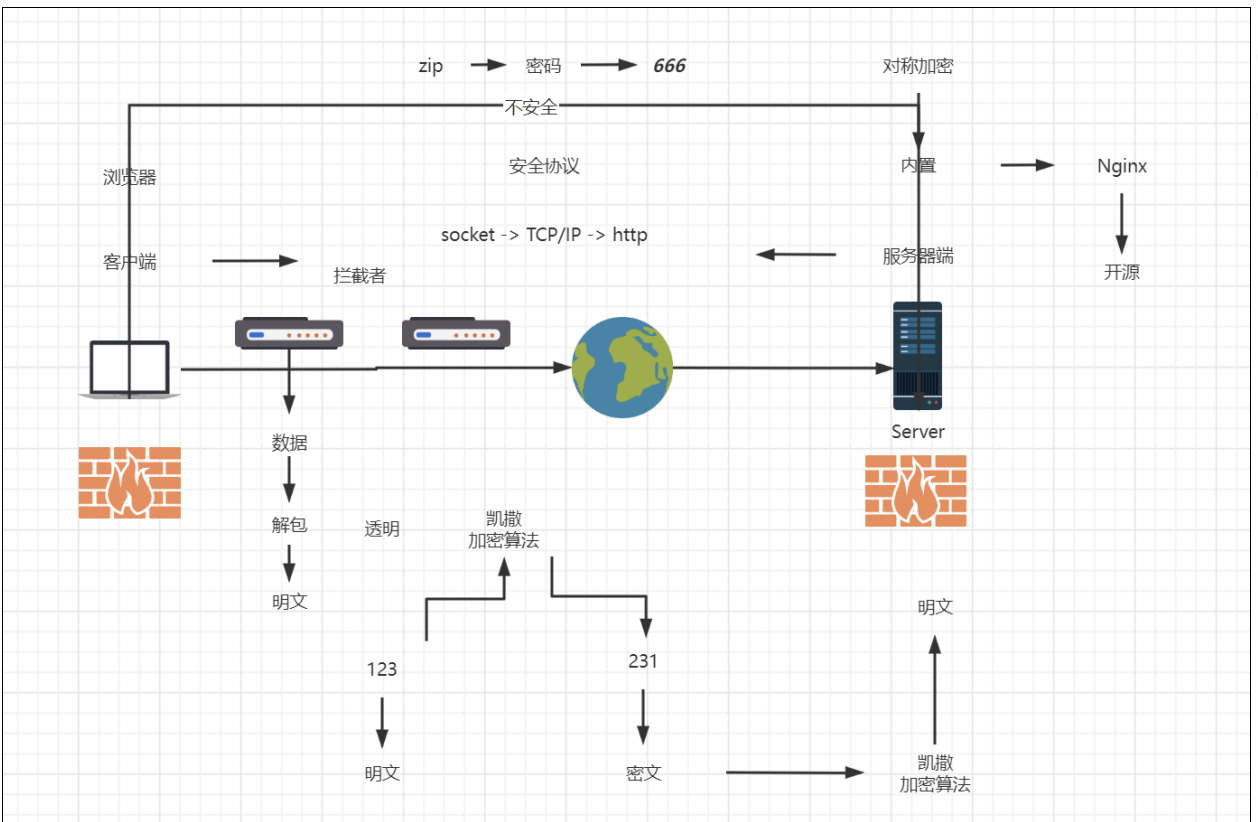 zip
密码
666
对称加密
不安全
浏览器
安全协议
内置
Nginx
客户端
socket -> TCP/IP -> http
服务器端
拦截者
开源
Server
数据
解包
透明
凯撒
加密算法
明文
明文
123
231
明文
密文
凯撒
加密算法